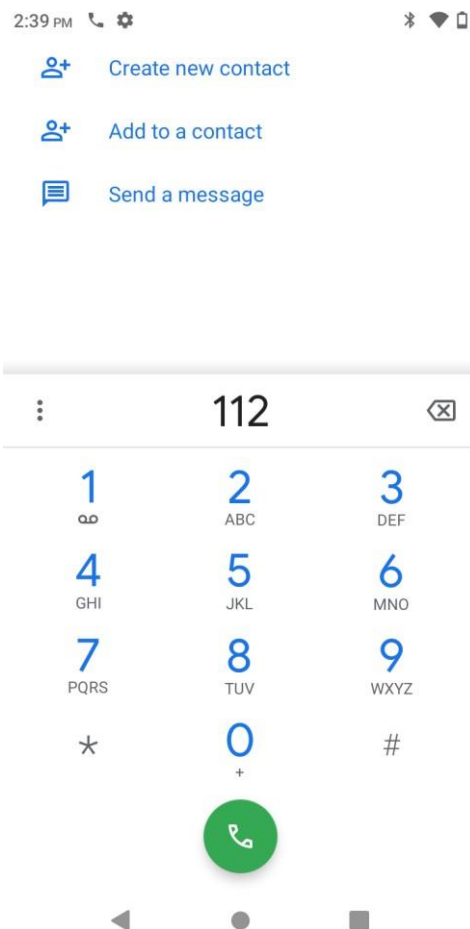 2:39 PM
Create new contact
Add to a contact
Send a message
112
1 2 3
ABC DEF
4 5 6
GHI JKL MNO
7 8 9
PQRS TUV WXYZ
* 0 #
+